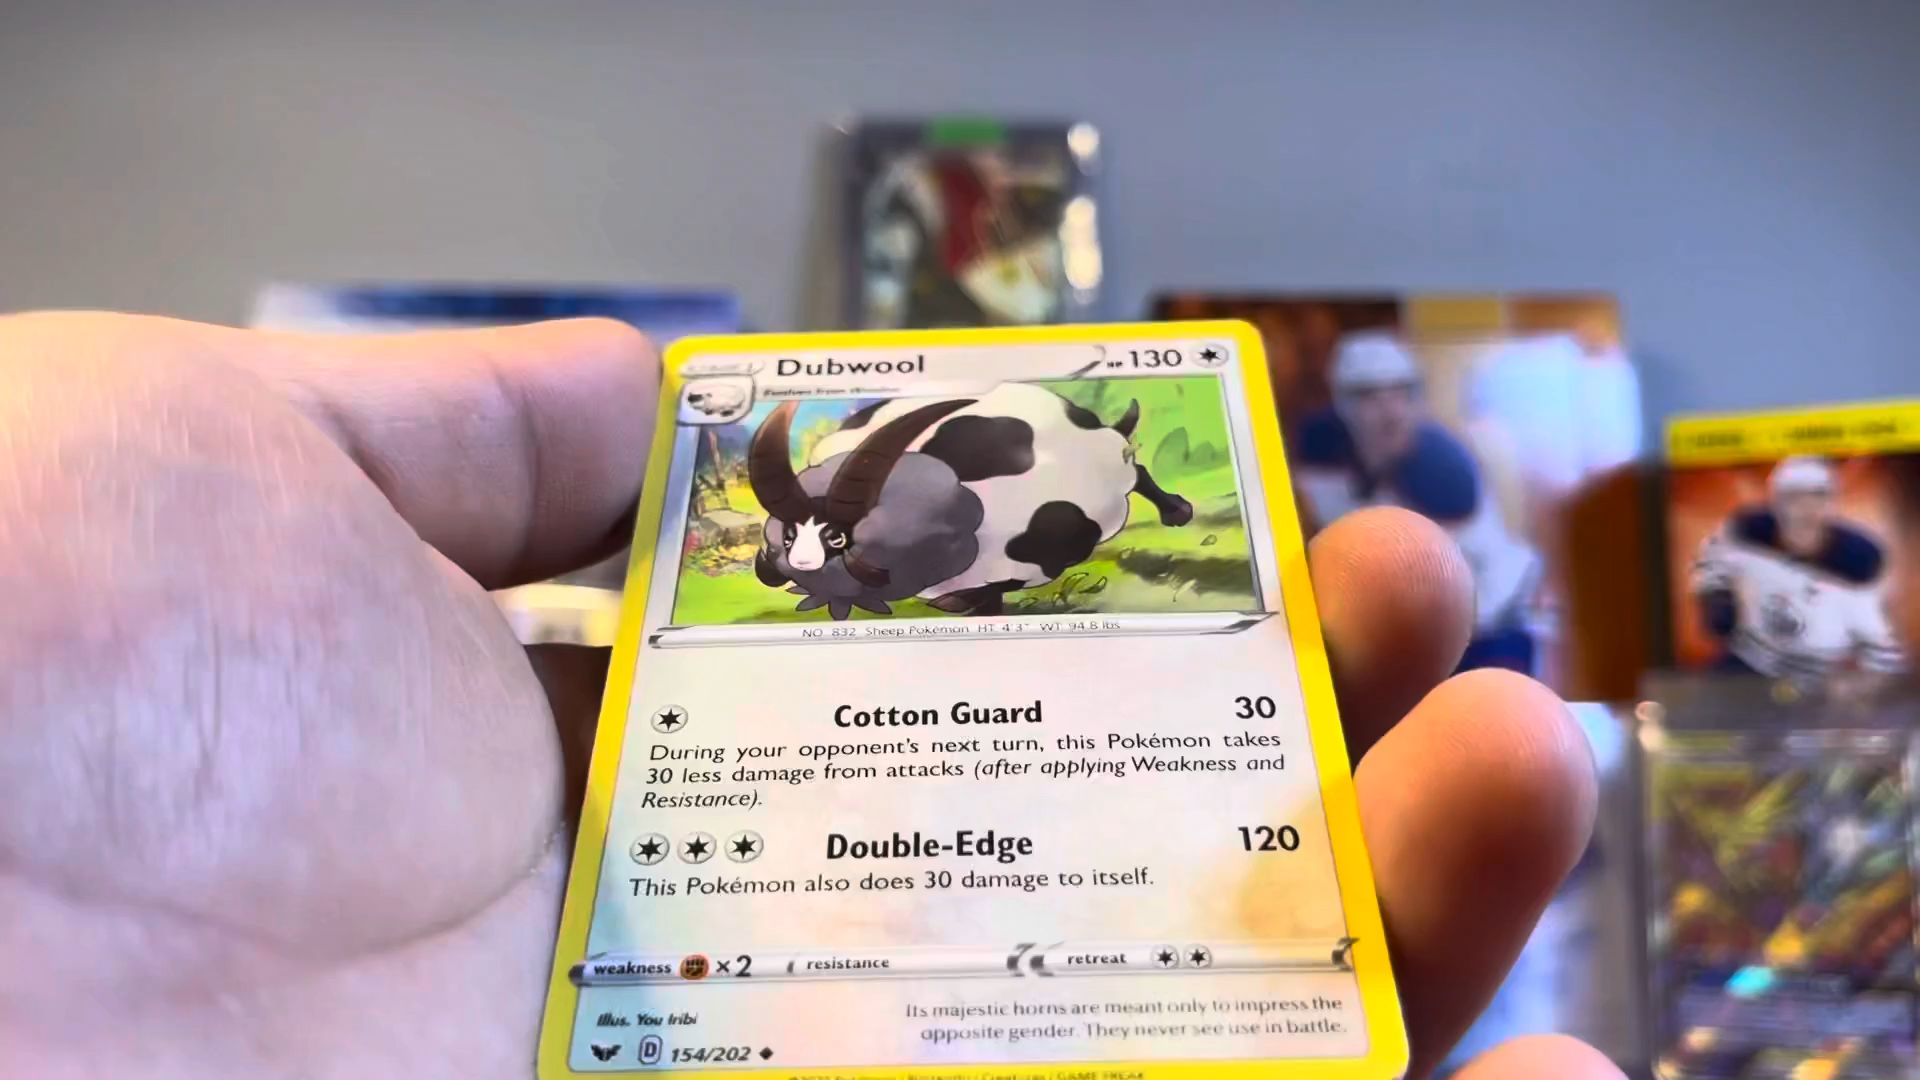 Dubwool
HP 130
NO. 832 Sheep Pokémon HT: 4'3" WT: 94.8 lbs
Cotton Guard 30
During your opponent's next turn, this Pokémon takes
30 less damage from attacks (after applying Weakness and
Resistance).
Double-Edge 120
This Pokémon also does 30 damage to itself.
weakness ×2 resistance retreat
Its majestic horns are meant only to impress the
opposite gender. They never see use in battle.
Illus. You Iribi
D 154/202